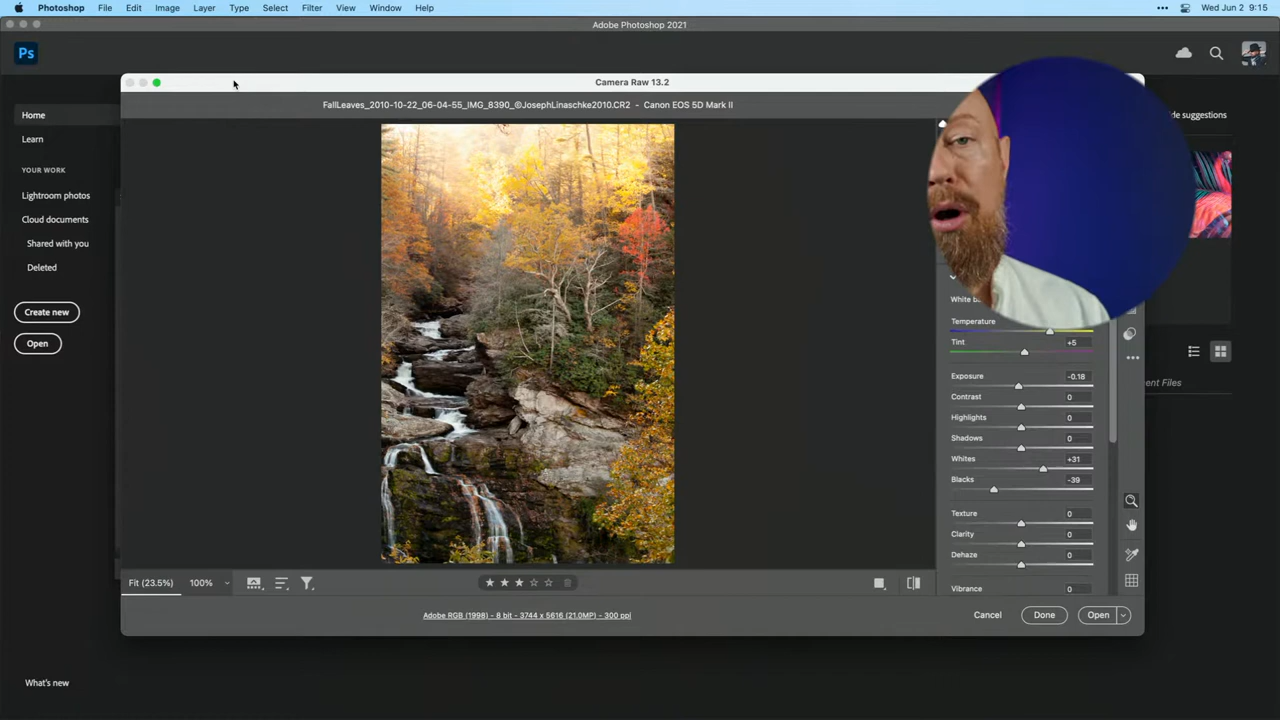 Photoshop File Edit Image Layer Type Select Filter View Window Help
••• Wed Jun 2 9:15
Adobe Photoshop 2021
Ps
Camera Raw 13.2
FallLeaves_2010-10-22_06-04-55_IMG_8390_©JosephLinaschke2010.CR2 - Canon EOS 5D Mark II
Home
Learn
YOUR WORK
Lightroom photos
Cloud documents
Shared with you
Deleted
Create new
Open
de suggestions
White b
Temperature
Tint +5
Exposure -0.18
Contrast 0
Highlights 0
Shadows 0
Whites +31
Blacks -39
Texture 0
Clarity 0
Dehaze 0
Vibrance 0
ent Files
Fit (23.5%) 100%
Adobe RGB (1998) - 8 bit - 3744 x 5616 (21.0MP) - 300 ppi
Cancel Done Open
What's new